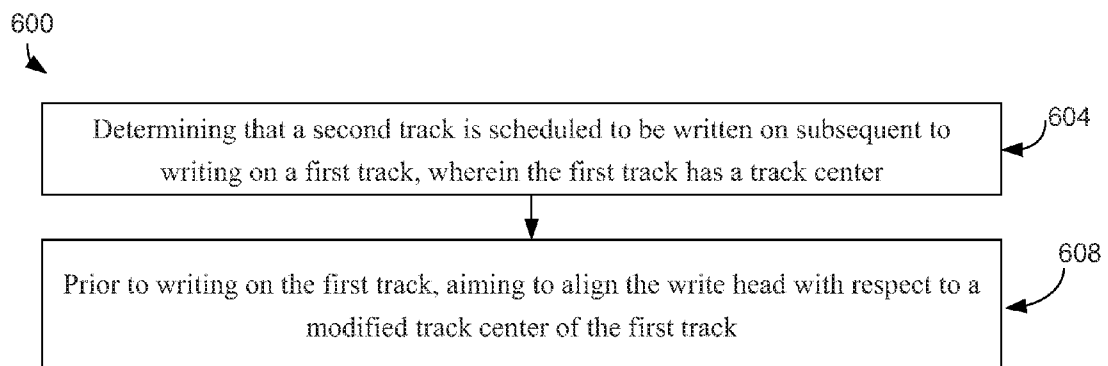 600
Determining that a second track is scheduled to be written on subsequent to
writing on a first track, wherein the first track has a track center
604
Prior to writing on the first track, aiming to align the write head with respect to a
modified track center of the first track
608